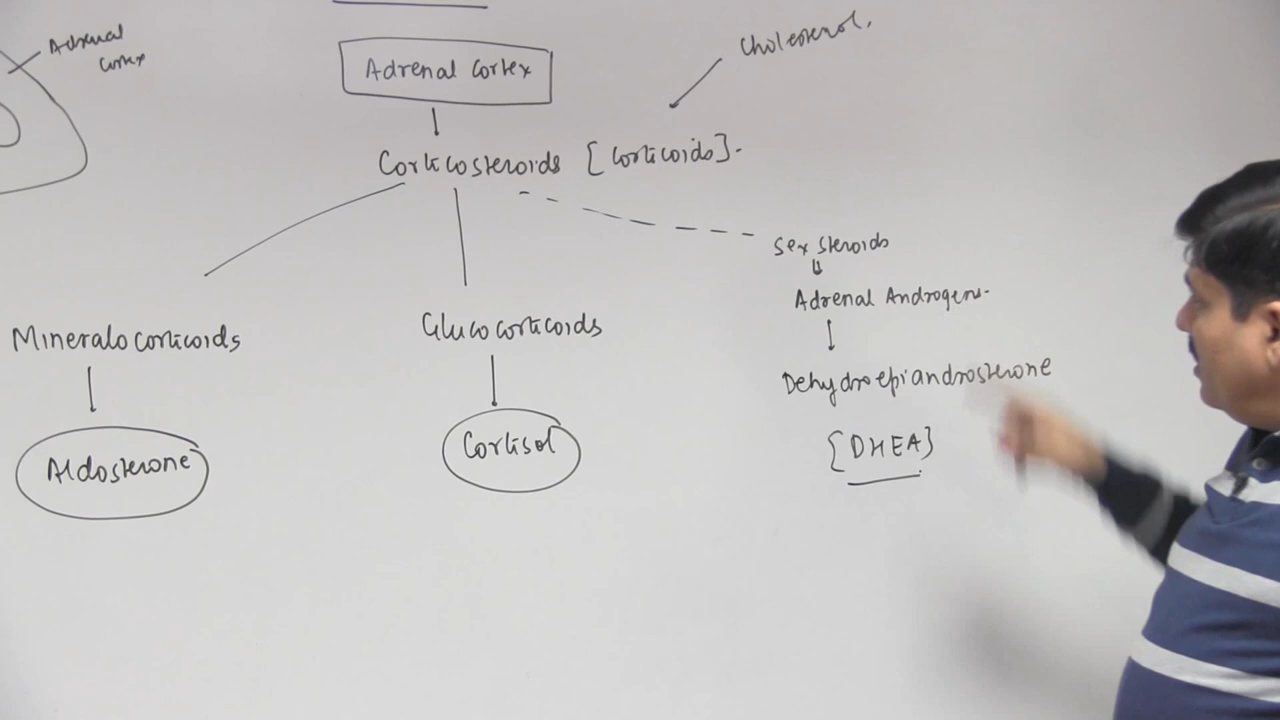 Adrenal
Cortex
Adrenal Cortex
Cholesterol.
Corticosteroids [Corticoids].
Sex Steroids
Adrenal Androgens.
Mineralocorticoids
Glucocorticoids
Dehydroepiandrosterone
Aldosterone
Cortisol
[DHEA]